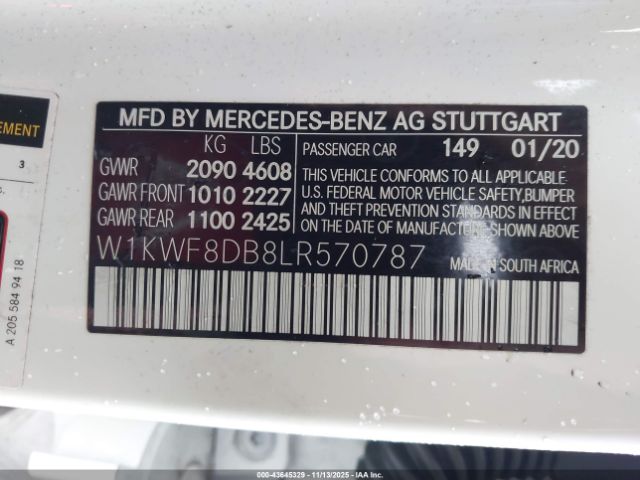 EMENT
3
A 205 584 94 18
MFD BY MERCEDES-BENZ AG STUTTGART
KG LBS
GVWR 2090 4608
GAWR FRONT 1010 2227
GAWR REAR 1100 2425
PASSENGER CAR 149 01/20
THIS VEHICLE CONFORMS TO ALL APPLICABLE
U.S. FEDERAL MOTOR VEHICLE SAFETY,BUMPER
AND THEFT PREVENTION STANDARDS IN EFFECT
ON THE DATE OF MANUFACTURE SHOWN ABOVE
W1KWF8DB8LR570787
MADE IN SOUTH AFRICA
000-43645329 - 11/13/2025 - IAA Corp.